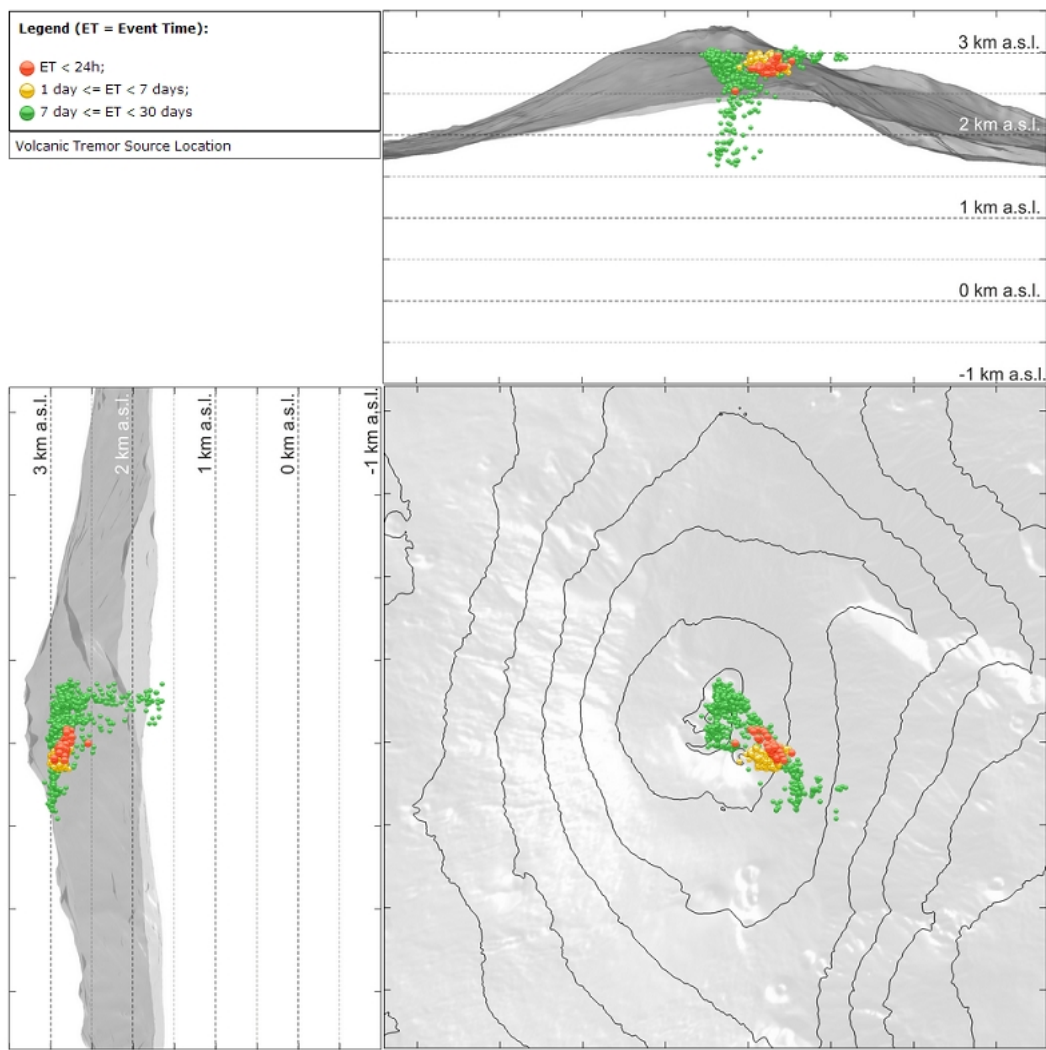 Legend (ET = Event Time):
ET < 24h;
1 day <= ET < 7 days;
7 day <= ET < 30 days
Volcanic Tremor Source Location
3 km a.s.l.
2 km a.s.l.
1 km a.s.l.
0 km a.s.l.
-1 km a.s.l.
3 km a.s.l.
2 km a.s.l.
1 km a.s.l.
0 km a.s.l.
-1 km a.s.l.